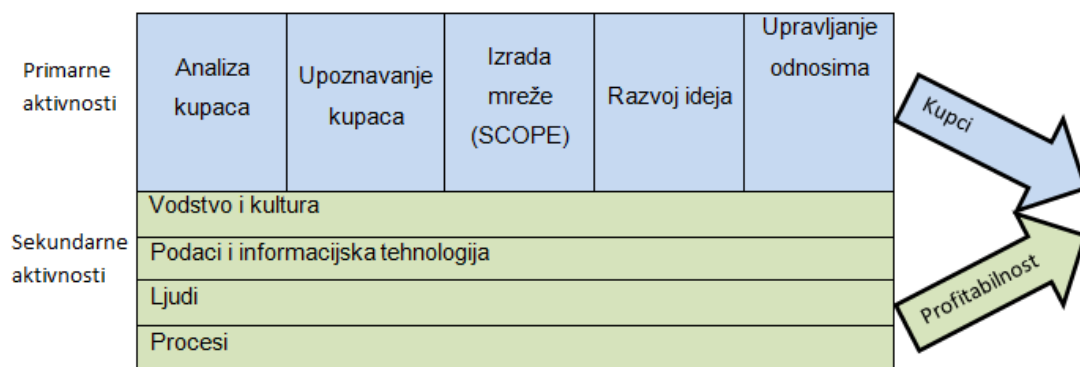 Primarne
aktivnosti
Analiza
kupaca
Upoznavanje
kupaca
Izrada
mreže
(SCOPE)
Razvoj ideja
Upravljanje
odnosima
Kupci
Sekundarne
aktivnosti
Vodstvo i kultura
Podaci i informacijska tehnologija
Ljudi
Procesi
Profitabilnost